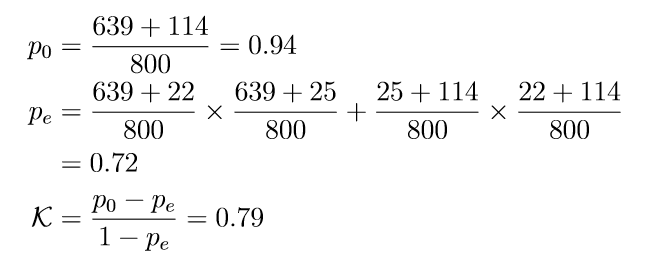 p₀ = (639 + 114)/800 = 0.94
pₑ = (639 + 22)/800 × (639 + 25)/800 + (25 + 114)/800 × (22 + 114)/800
= 0.72
𝒦 = (p₀ − pₑ)/(1 − pₑ) = 0.79